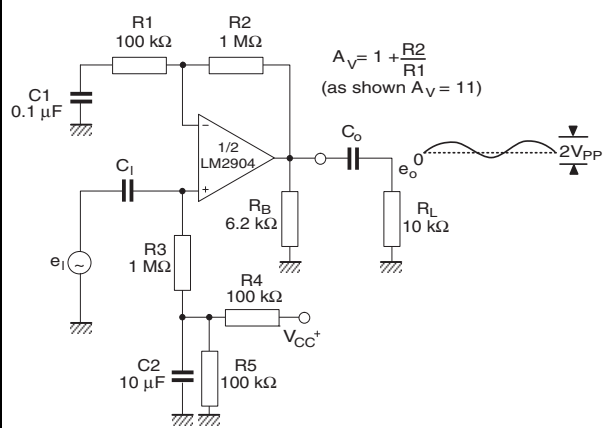 R1
100 kΩ
R2
1 MΩ
A_V = 1 + R2/R1
(as shown A_V = 11)
C1
0.1 µF
1/2
LM2904
−
+
C_I
C_o
0
e_o
2V_PP
R_B
6.2 kΩ
R_L
10 kΩ
e_I
~
R3
1 MΩ
R4
100 kΩ
V_CC+
C2
10 µF
R5
100 kΩ